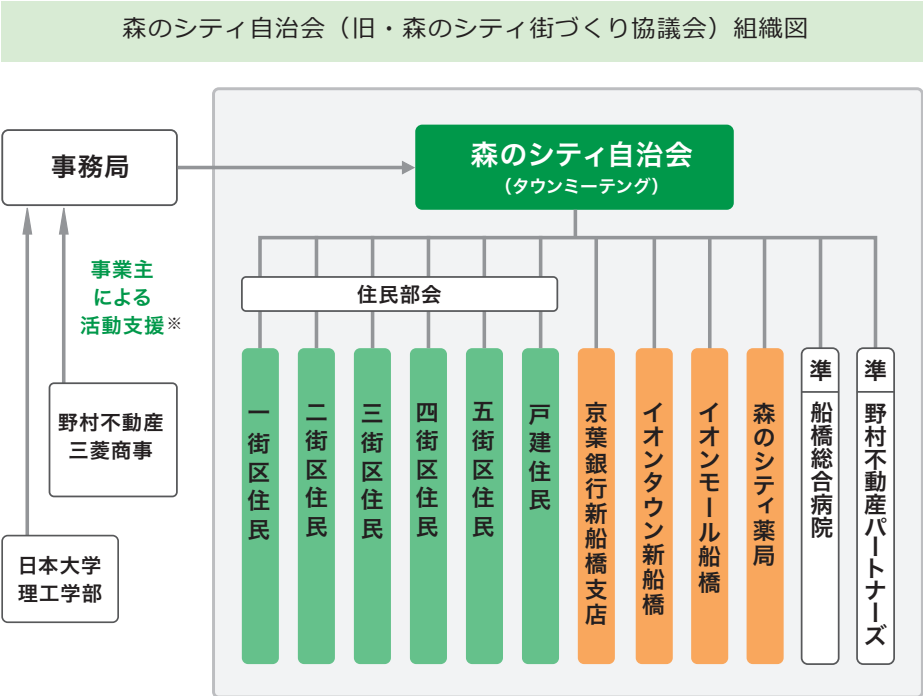 森のシティ自治会（旧・森のシティ街づくり協議会）組織図
事務局
森のシティ自治会
（タウンミーテング）
事業主
による
活動支援※
住民部会
野村不動産
三菱商事
日本大学
理工学部
一街区住民
二街区住民
三街区住民
四街区住民
五街区住民
戸建住民
京葉銀行新船橋支店
イオンタウン新船橋
イオンモール船橋
森のシティ薬局
準
船橋総合病院
準
野村不動産パートナーズ